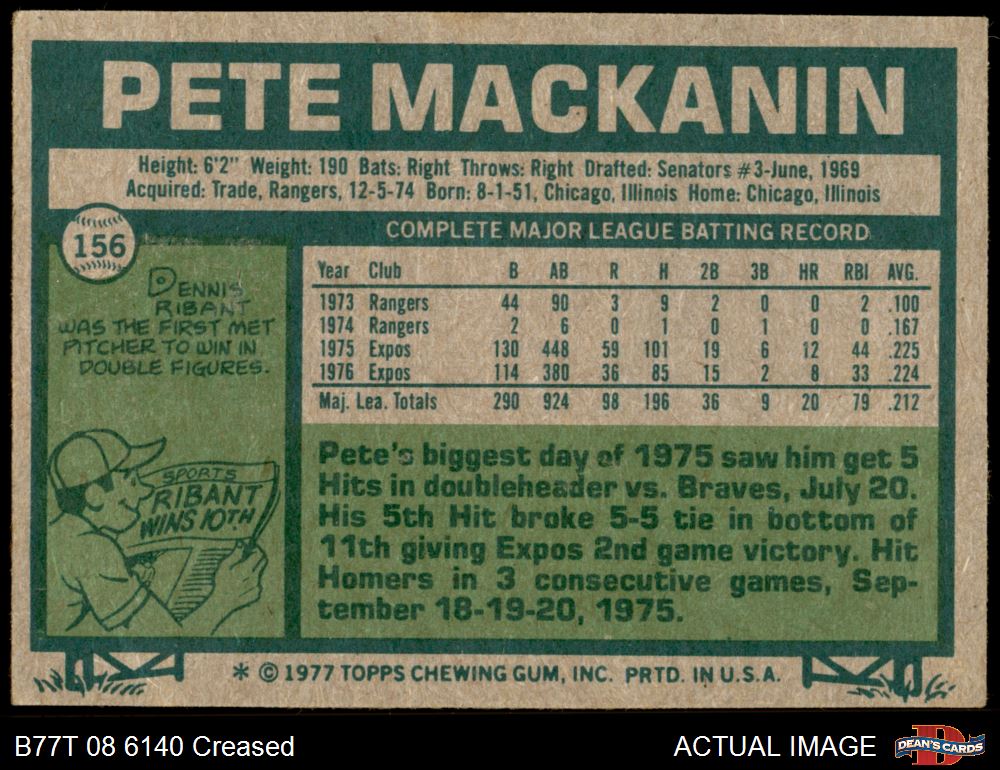 PETE MACKANIN
Height: 6'2" Weight: 190 Bats: Right Throws: Right Drafted: Senators #3-June, 1969
Acquired: Trade, Rangers, 12-5-74 Born: 8-1-51, Chicago, Illinois Home: Chicago, Illinois
156
DENNIS
RIBANT
WAS THE FIRST MET
PITCHER TO WIN IN
DOUBLE FIGURES.
SPORTS
RIBANT
WINS 10TH
COMPLETE MAJOR LEAGUE BATTING RECORD
Year Club B AB R H 2B 3B HR RBI AVG.
1973 Rangers 44 90 3 9 2 0 0 2 .100
1974 Rangers 2 6 0 1 0 1 0 0 .167
1975 Expos 130 448 59 101 19 6 12 44 .225
1976 Expos 114 380 36 85 15 2 8 33 .224
Maj. Lea. Totals 290 924 98 196 36 9 20 79 .212
Pete's biggest day of 1975 saw him get 5
Hits in doubleheader vs. Braves, July 20.
His 5th Hit broke 5-5 tie in bottom of
11th giving Expos 2nd game victory. Hit
Homers in 3 consecutive games, Sep-
tember 18-19-20, 1975.
* © 1977 TOPPS CHEWING GUM, INC. PRTD. IN U.S.A.
B77T 08 6140 Creased
ACTUAL IMAGE
DEAN'S CARDS